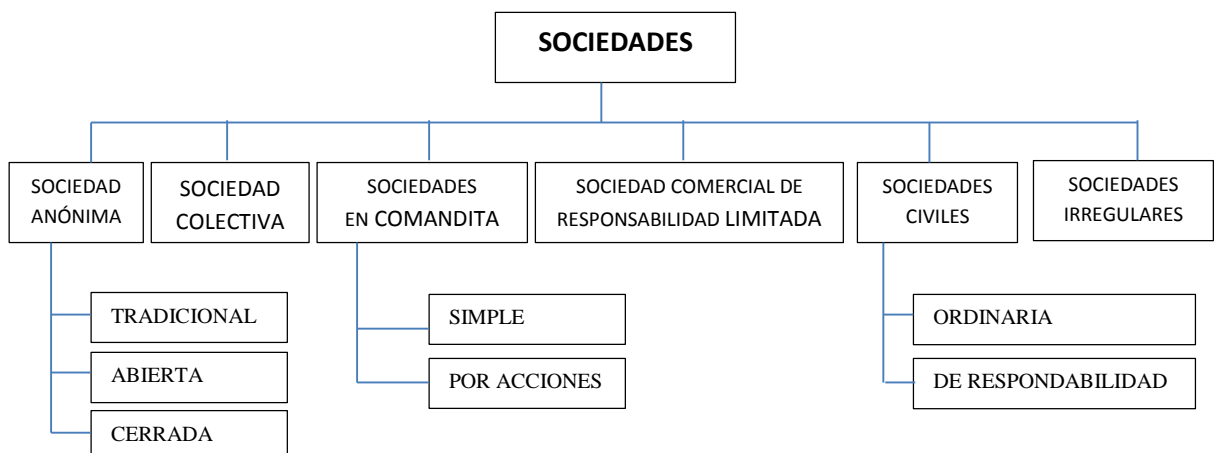 SOCIEDADES
SOCIEDAD
ANÓNIMA
SOCIEDAD
COLECTIVA
SOCIEDADES
EN COMANDITA
SOCIEDAD COMERCIAL DE
RESPONSABILIDAD LIMITADA
SOCIEDADES
CIVILES
SOCIEDADES
IRREGULARES
TRADICIONAL
ABIERTA
CERRADA
SIMPLE
POR ACCIONES
ORDINARIA
DE RESPONDABILIDAD